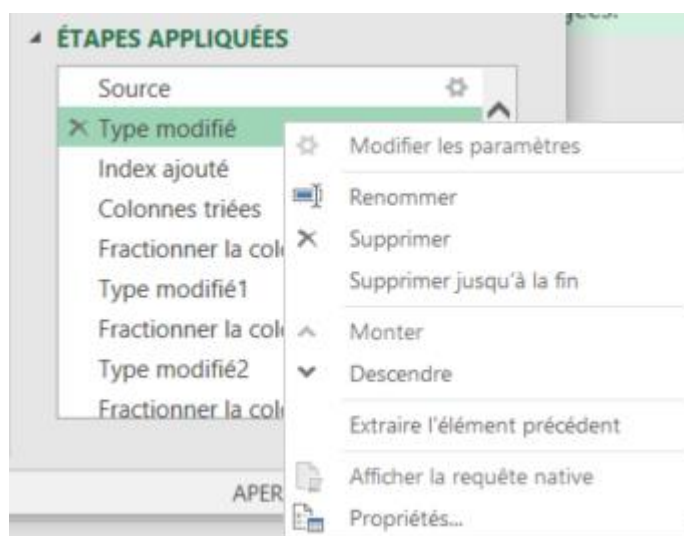 ÉTAPES APPLIQUÉES
Source
Type modifié
Index ajouté
Colonnes triées
Fractionner la col
Type modifié1
Fractionner la col
Type modifié2
Fractionner la col
APER
Modifier les paramètres
Renommer
Supprimer
Supprimer jusqu'à la fin
Monter
Descendre
Extraire l'élément précédent
Afficher la requête native
Propriétés...